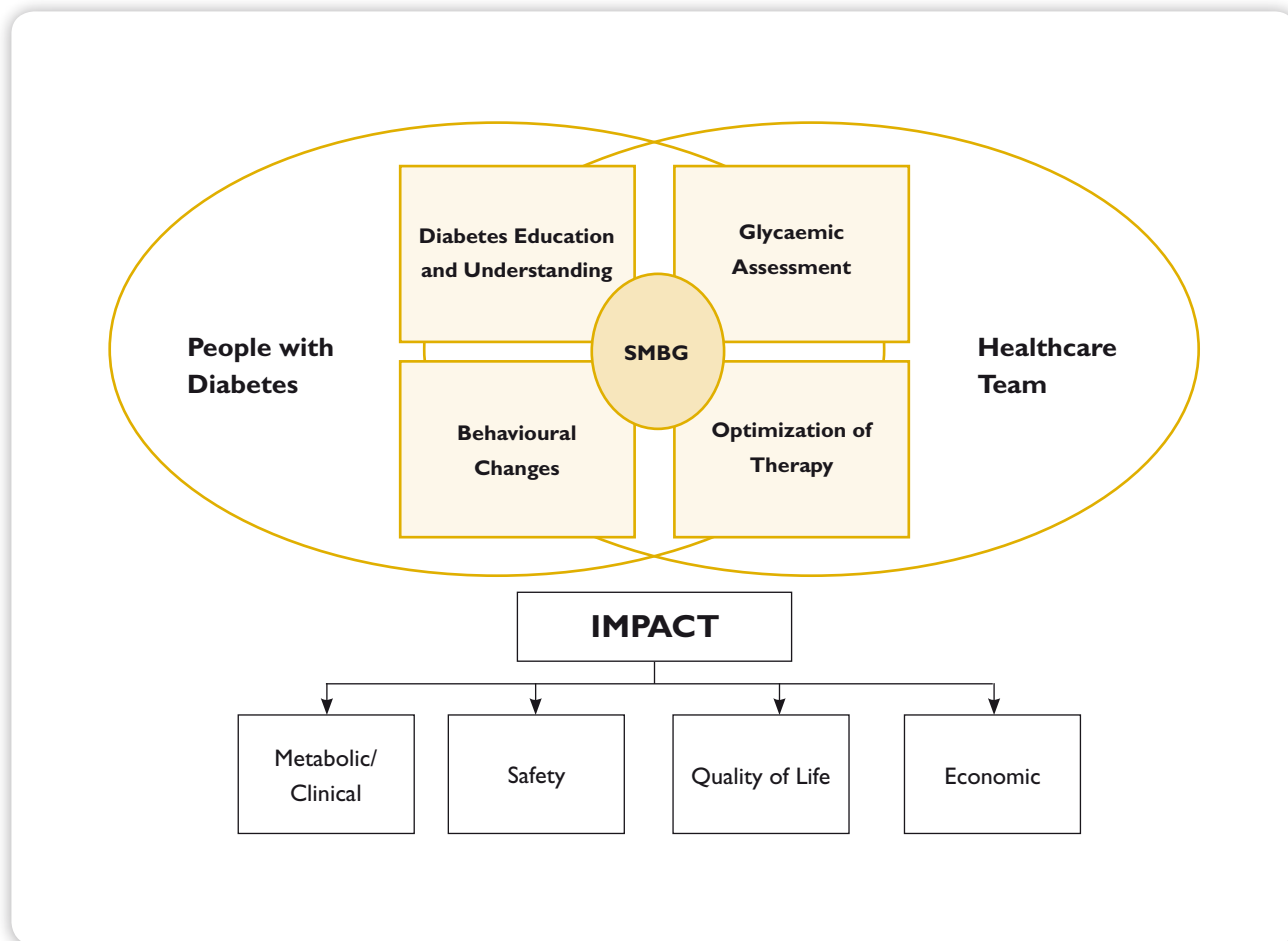 Diabetes Education
and Understanding
Glycaemic
Assessment
People with
Diabetes
SMBG
Healthcare
Team
Behavioural
Changes
Optimization of
Therapy
IMPACT
Metabolic/
Clinical
Safety
Quality of Life
Economic